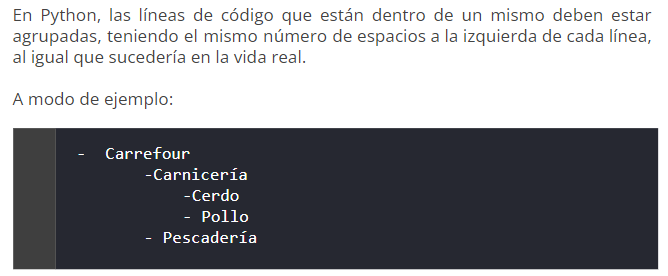 En Python, las líneas de código que están dentro de un mismo deben estar
agrupadas, teniendo el mismo número de espacios a la izquierda de cada línea,
al igual que sucedería en la vida real.
A modo de ejemplo:
- Carrefour
-Carnicería
-Cerdo
- Pollo
- Pescadería